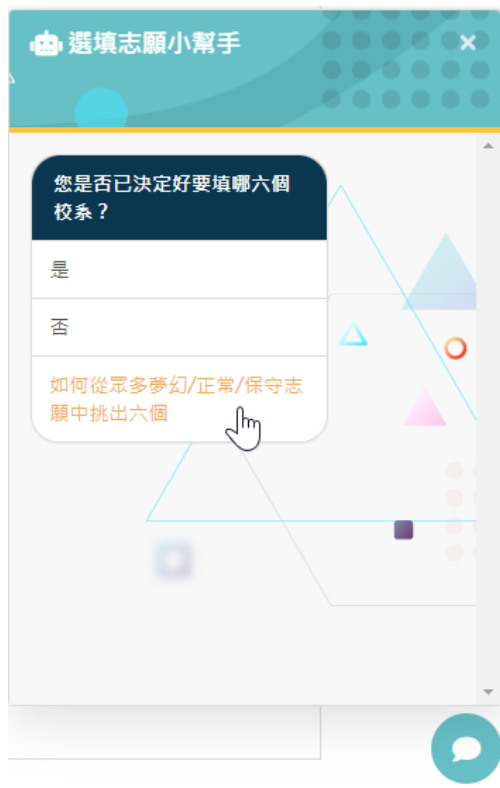 選填志願小幫手
您是否已決定好要填哪六個
校系？
是
否
如何從眾多夢幻/正常/保守志
願中挑出六個